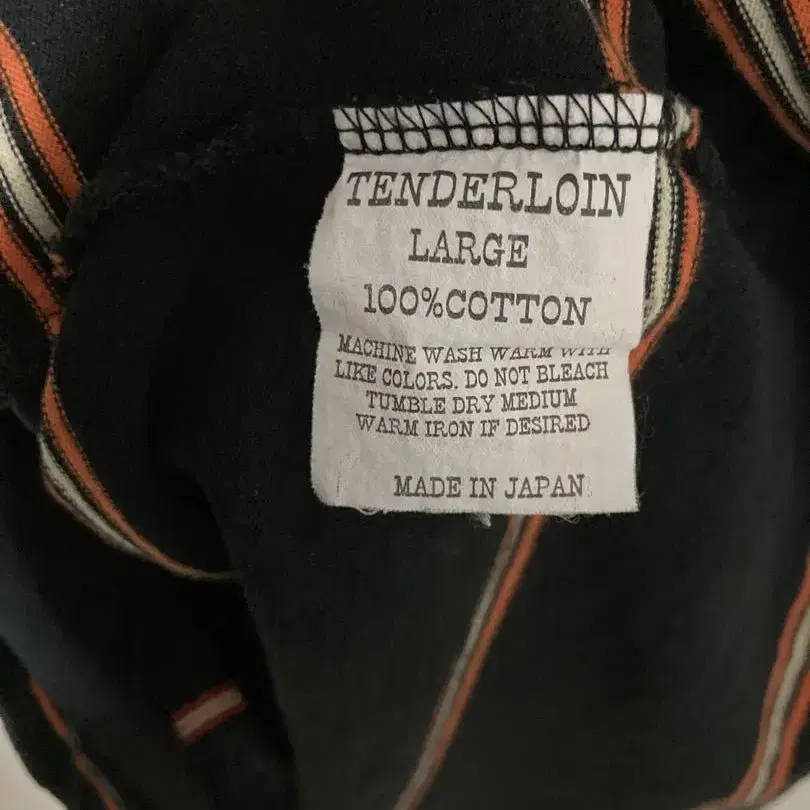 TENDERLOIN
LARGE
100%COTTON
MACHINE WASH WARM WITH
LIKE COLORS. DO NOT BLEACH
TUMBLE DRY MEDIUM
WARM IRON IF DESIRED
MADE IN JAPAN